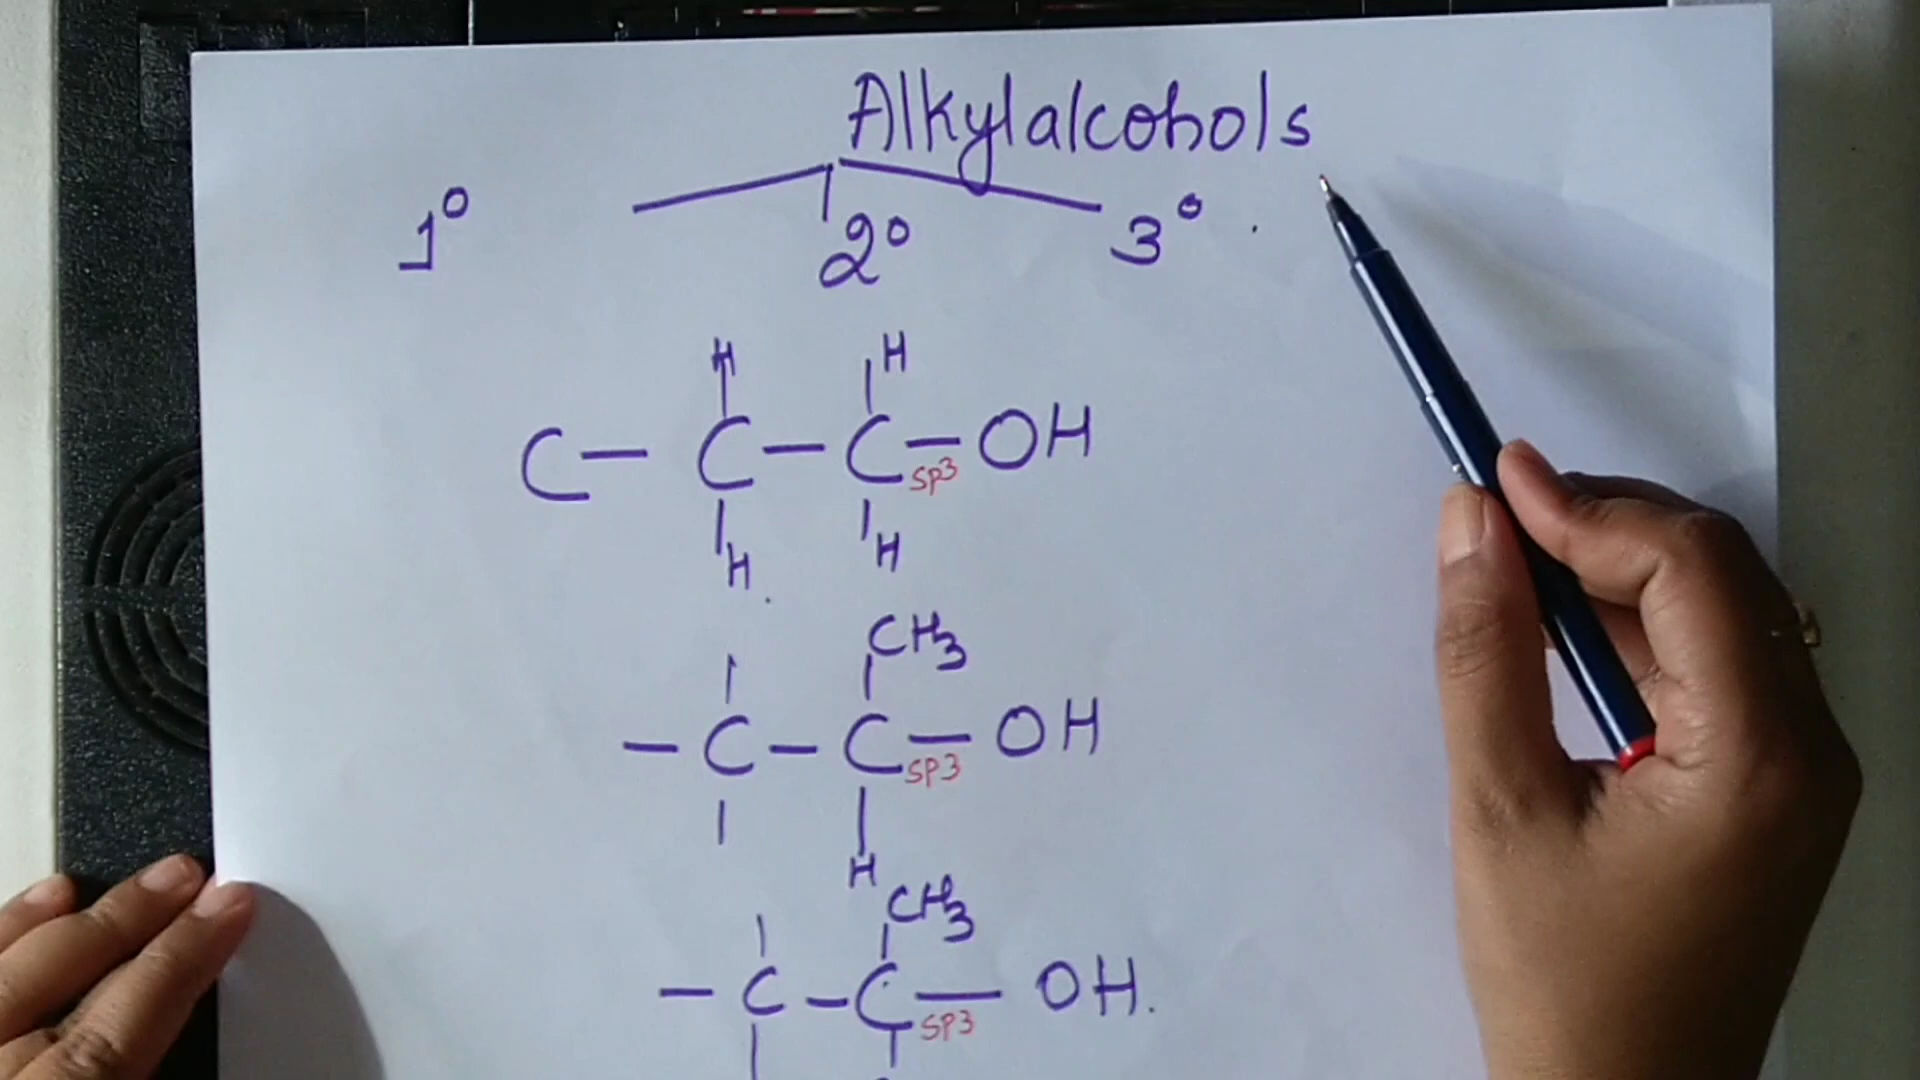 Alkylalcohols
1° 2° 3°
H H
C — C — C — OH
sp3
H H
CH3
— C — C — OH
SP3
H
CH3
— C — C — OH.
SP3